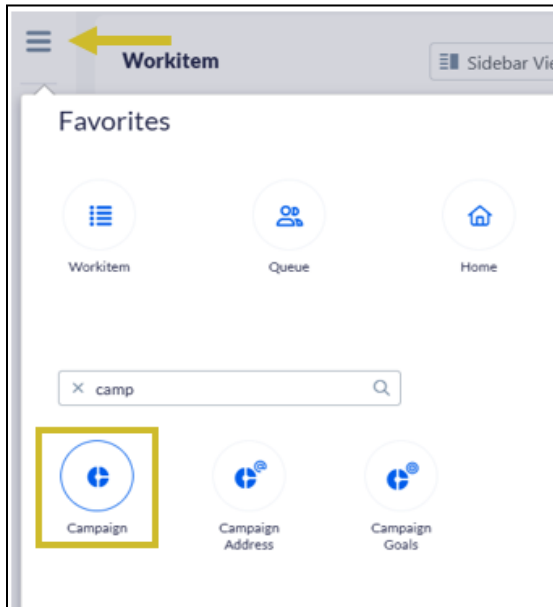 Workitem
Sidebar Vie
Favorites
Workitem
Queue
Home
camp
Campaign
Campaign
Address
Campaign
Goals